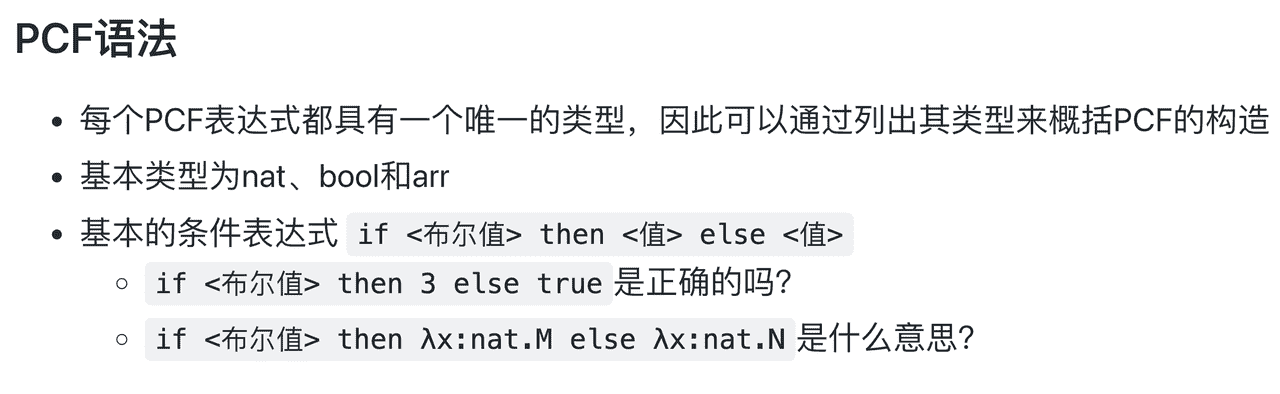 PCF语法
每个PCF表达式都具有一个唯一的类型，因此可以通过列出其类型来概括PCF的构造
基本类型为nat、bool和arr
基本的条件表达式 if <布尔值> then <值> else <值>
if <布尔值> then 3 else true是正确的吗？
if <布尔值> then λx:nat.M else λx:nat.N是什么意思？